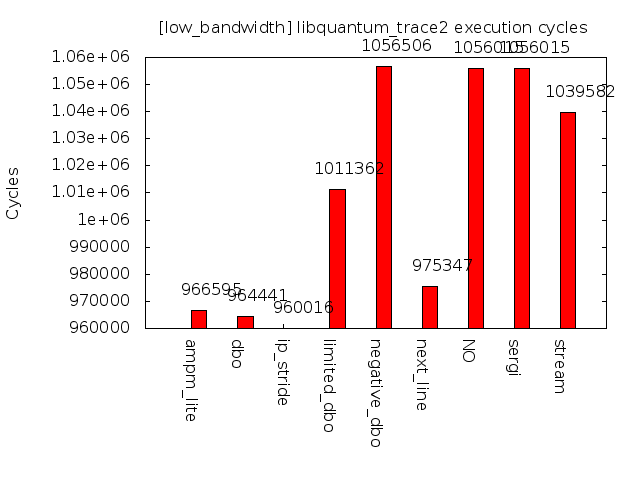 [low_bandwidth] libquantum_trace2 execution cycles
Cycles
1.06e+06
1.05e+06
1.04e+06
1.03e+06
1.02e+06
1.01e+06
1e+06
990000
980000
970000
960000
966595
964441
960016
1011362
1056506
975347
1056015
1056015
1039582
ampm_lite
dbo
ip_stride
limited_dbo
negative_dbo
next_line
NO
sergi
stream